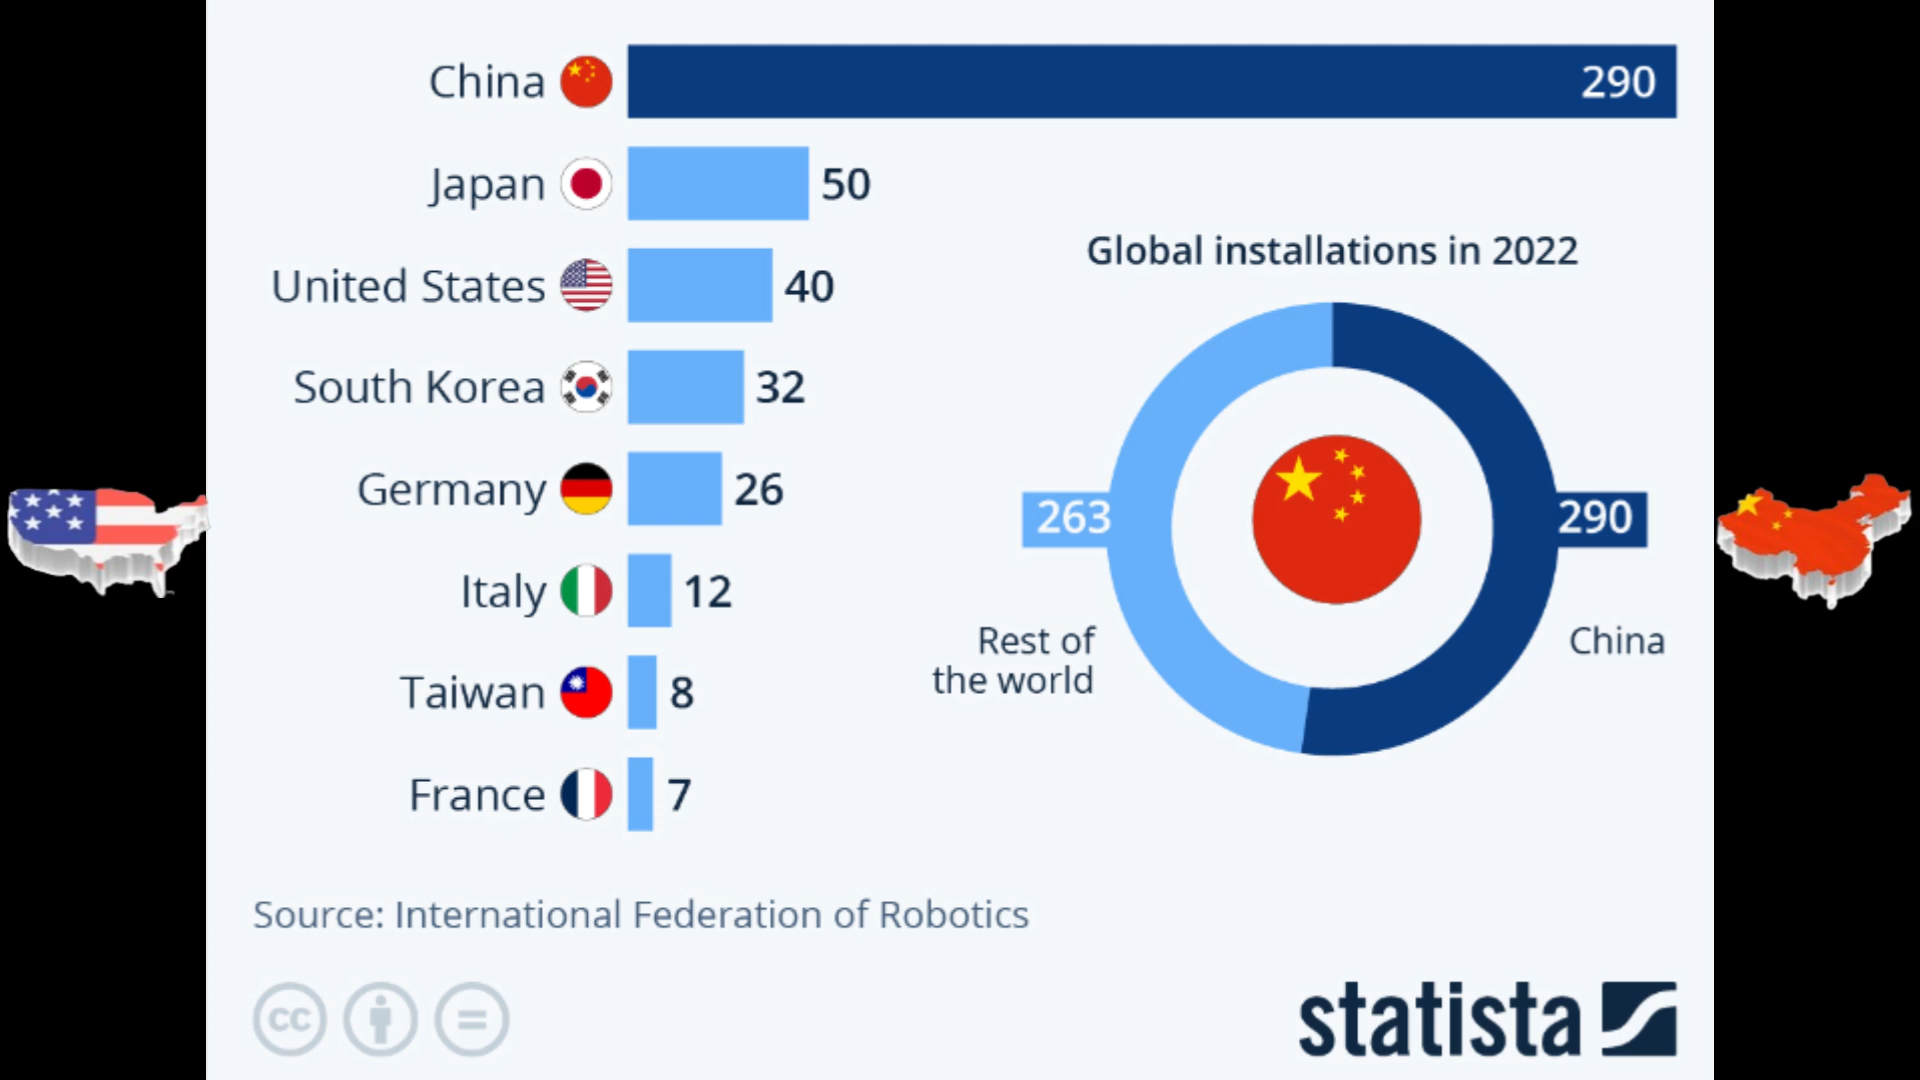 China 290
Japan 50
United States 40
South Korea 32
Germany 26
Italy 12
Taiwan 8
France 7
Global installations in 2022
263
290
Rest of
the world
China
Source: International Federation of Robotics
cc
statista